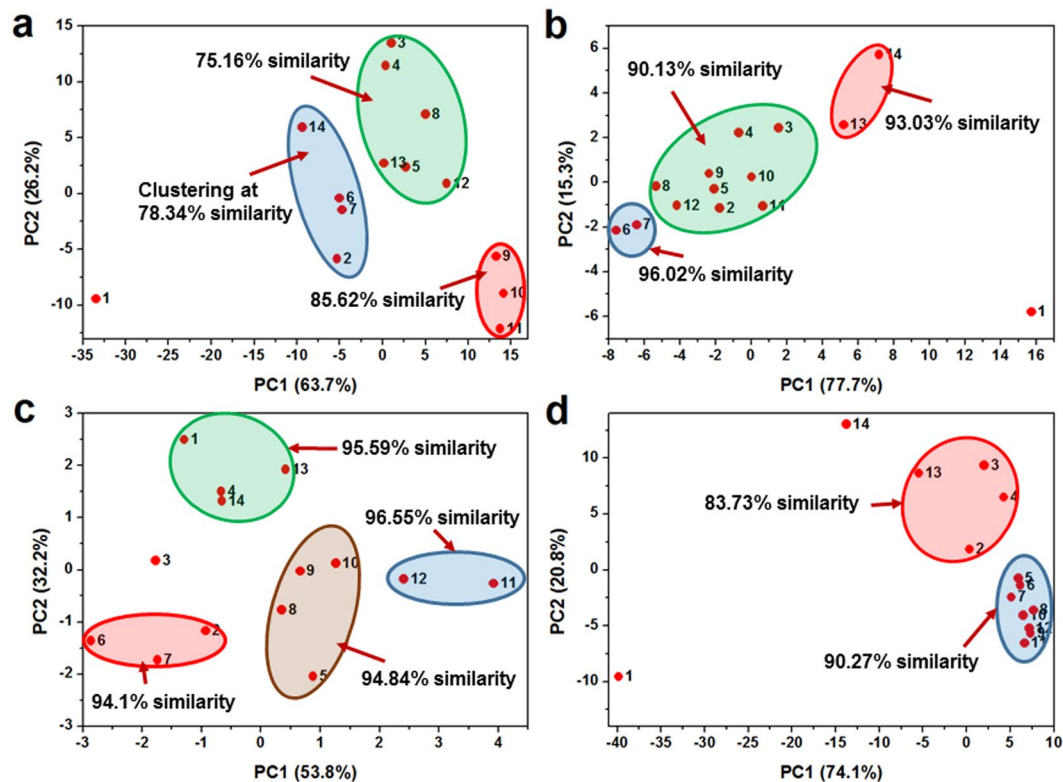 a
15
10
5
0
-5
-10
PC2 (26.2%)
75.16% similarity
Clustering at
78.34% similarity
85.62% similarity
3
4
8
14
13
5
12
6
7
2
9
10
11
1
-35 -30 -25 -20 -15 -10 -5 0 5 10 15
PC1 (63.7%)
b
6
4
2
0
-2
-4
-6
PC2 (15.3%)
90.13% similarity
93.03% similarity
96.02% similarity
14
13
4
3
9
10
8
5
12
2
11
6
7
1
-8 -6 -4 -2 0 2 4 6 8 10 12 14 16
PC1 (77.7%)
c
3
2
1
0
-1
-2
-3
PC2 (32.2%)
95.59% similarity
96.55% similarity
94.84% similarity
94.1% similarity
1
13
4
14
3
9
10
12
11
8
6
2
7
5
-3 -2 -1 0 1 2 3 4
PC1 (53.8%)
d
10
5
0
-5
-10
PC2 (20.8%)
83.73% similarity
90.27% similarity
14
13
3
4
2
5
6
7
8
10
1
1
-40 -35 -30 -25 -20 -15 -10 -5 0 5 10
PC1 (74.1%)